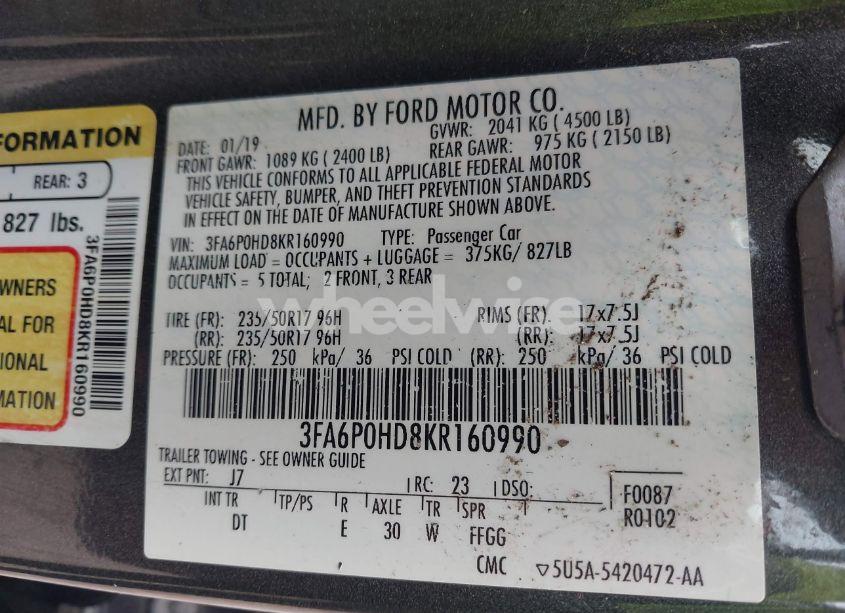 FORMATION
REAR: 3
827 lbs.
OWNERS
AL FOR
IONAL
MATION
3FA6P0HD8KR160990
MFD. BY FORD MOTOR CO.
DATE: 01/19 GVWR: 2041 KG ( 4500 LB)
FRONT GAWR: 1089 KG ( 2400 LB) REAR GAWR: 975 KG ( 2150 LB)
THIS VEHICLE CONFORMS TO ALL APPLICABLE FEDERAL MOTOR
VEHICLE SAFETY, BUMPER, AND THEFT PREVENTION STANDARDS
IN EFFECT ON THE DATE OF MANUFACTURE SHOWN ABOVE.
VIN: 3FA6P0HD8KR160990 TYPE: Passenger Car
MAXIMUM LOAD = OCCUPANTS + LUGGAGE = 375KG/ 827LB
OCCUPANTS = 5 TOTAL; 2 FRONT, 3 REAR
wheelwire
TIRE (FR): 235/50R17 96H RIMS (FR): 17x7.5J
(RR): 235/50R17 96H (RR): 17x7.5J
PRESSURE (FR): 250 kPa/ 36 PSI COLD (RR): 250 kPa/ 36 PSI COLD
3FA6P0HD8KR160990
TRAILER TOWING - SEE OWNER GUIDE
EXT PNT: J7 RC: 23 DSO: F0087
INT TR TP/PS R AXLE TR SPR R0102
DT E 30 W FFGG
CMC ▽5U5A-5420472-AA